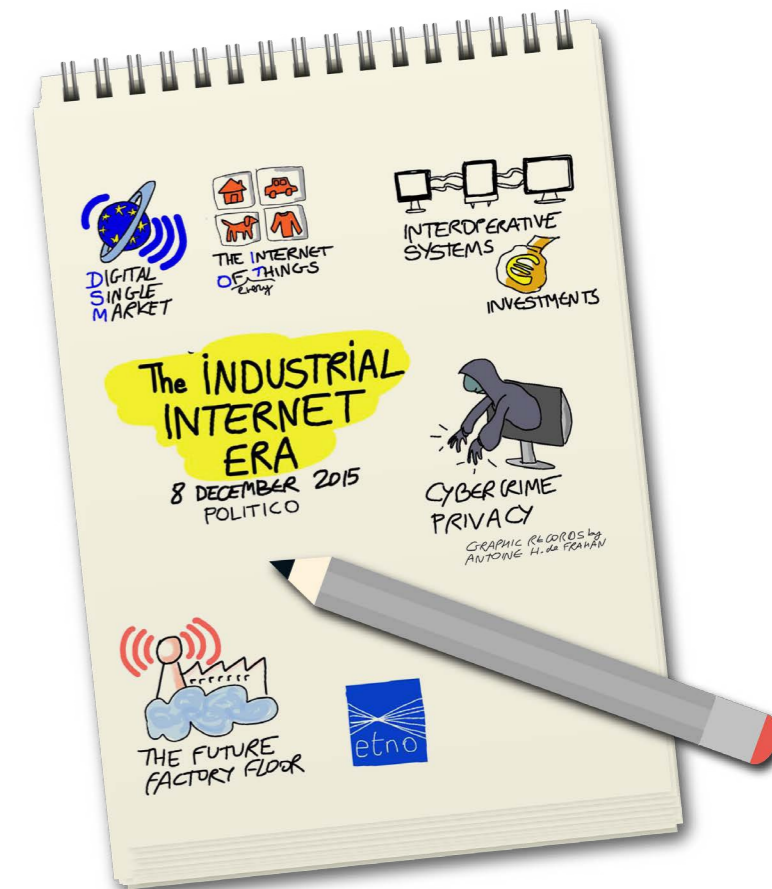 DIGITAL
SINGLE
MARKET
THE INTERNET
OF THINGS
every
INTEROPERATIVE
SYSTEMS
INVESTMENTS
€
The INDUSTRIAL
INTERNET
ERA
8 DECEMBER 2015
POLITICO
CYBERCRIME
PRIVACY
GRAPHIC RECORDS by
ANTOINE H. de FRAHAN
THE FUTURE
FACTORY FLOOR
etno